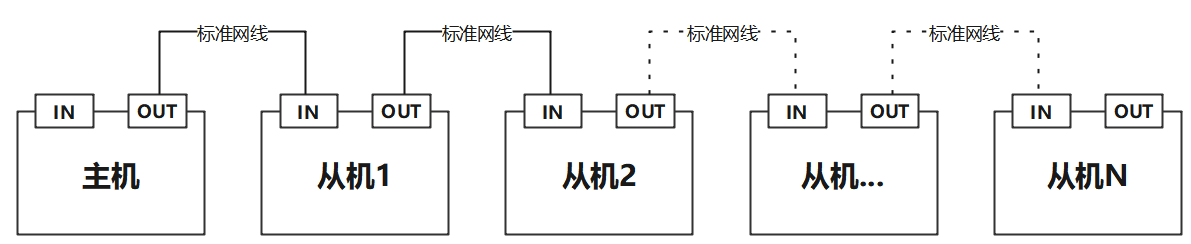 标准网线 标准网线 标准网线 标准网线
IN OUT IN OUT IN OUT IN OUT IN OUT
主机 从机1 从机2 从机... 从机N